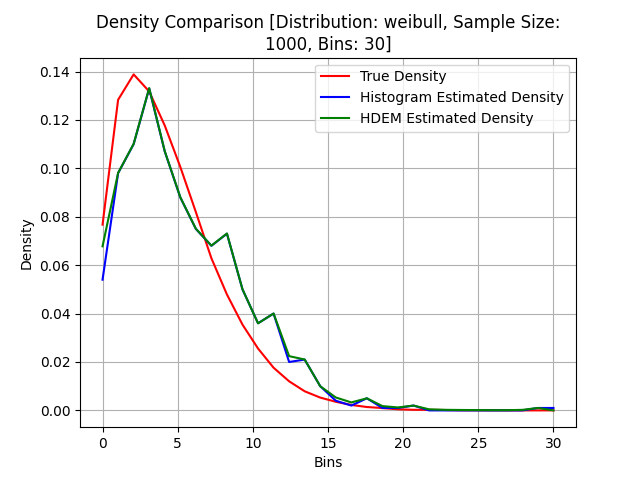 Density Comparison [Distribution: weibull, Sample Size:
1000, Bins: 30]
True Density
Histogram Estimated Density
HDEM Estimated Density
Density
0.14
0.12
0.10
0.08
0.06
0.04
0.02
0.00
0 5 10 15 20 25 30
Bins